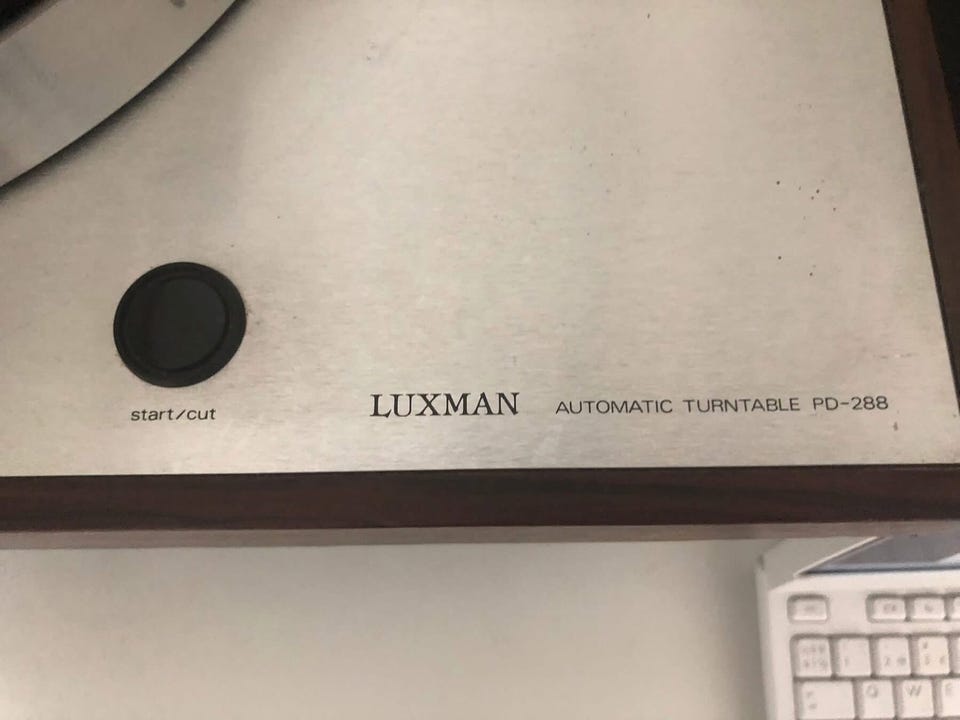 start/cut
LUXMAN AUTOMATIC TURNTABLE PD-288
Q W E